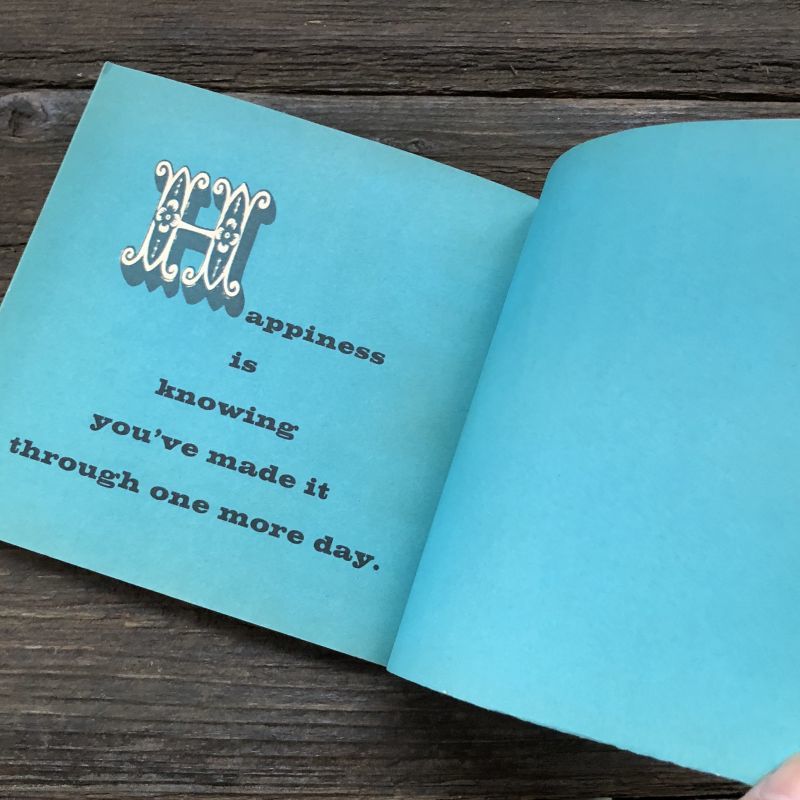 Happiness
is
knowing
you've made it
through one more day.